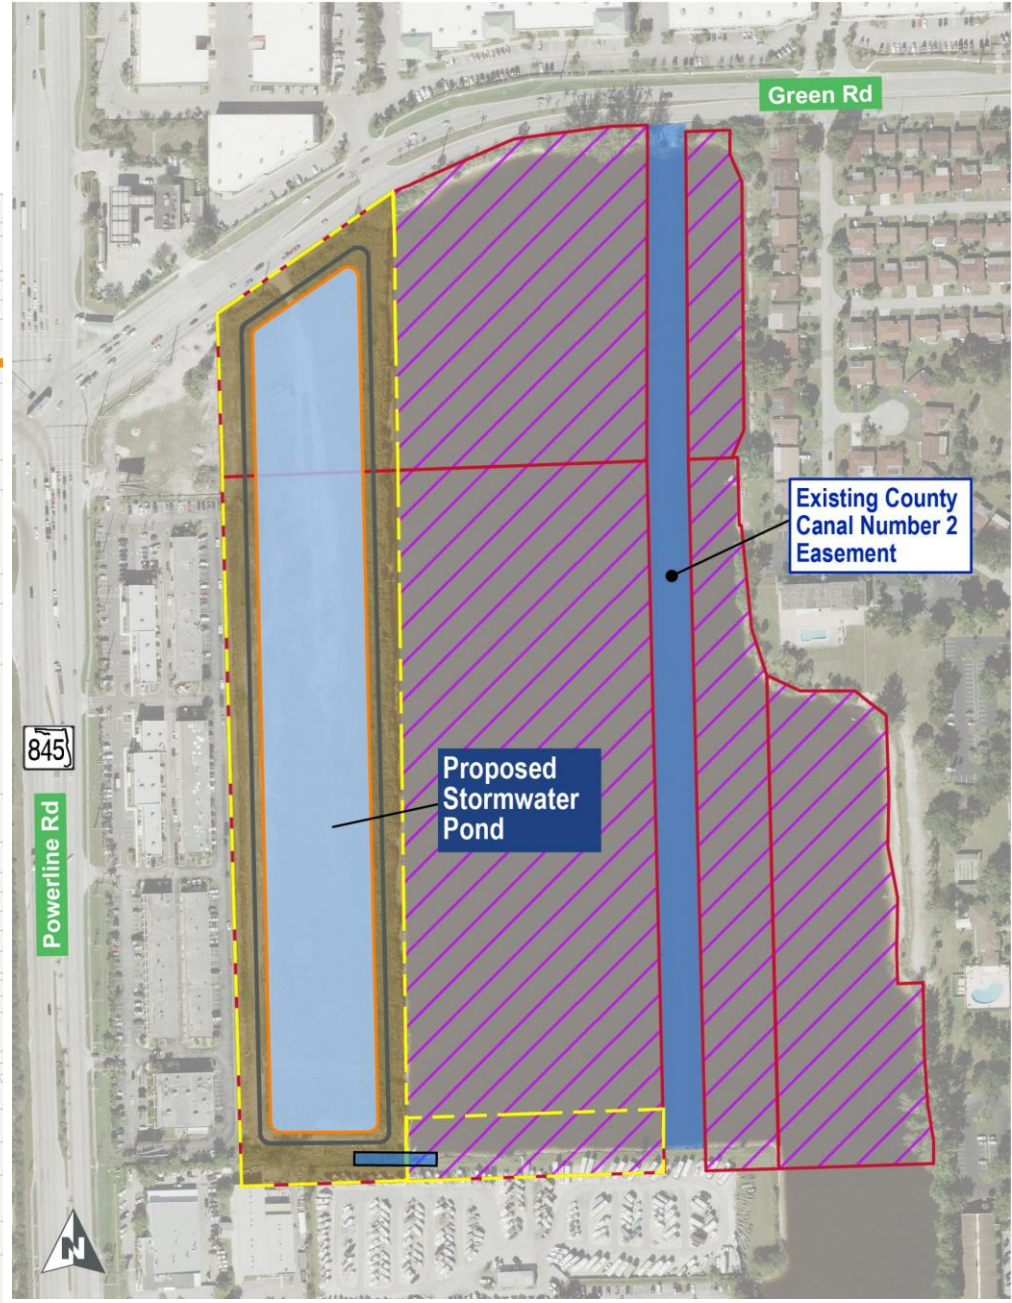 Green Rd
Existing County
Canal Number 2
Easement
845
Proposed
Stormwater
Pond
Powerline Rd
N